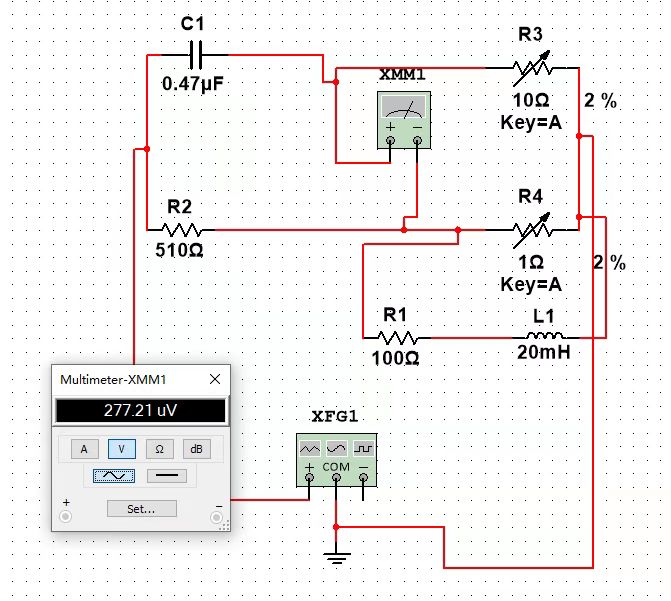 C1
0.47µF
R3
10Ω
Key=A
2 %
XMM1
+
−
R2
510Ω
R4
1Ω
Key=A
2 %
R1
100Ω
L1
20mH
Multimeter-XMM1
277.21 uV
A
V
Ω
dB
+
Set...
−
XFG1
+
COM
−